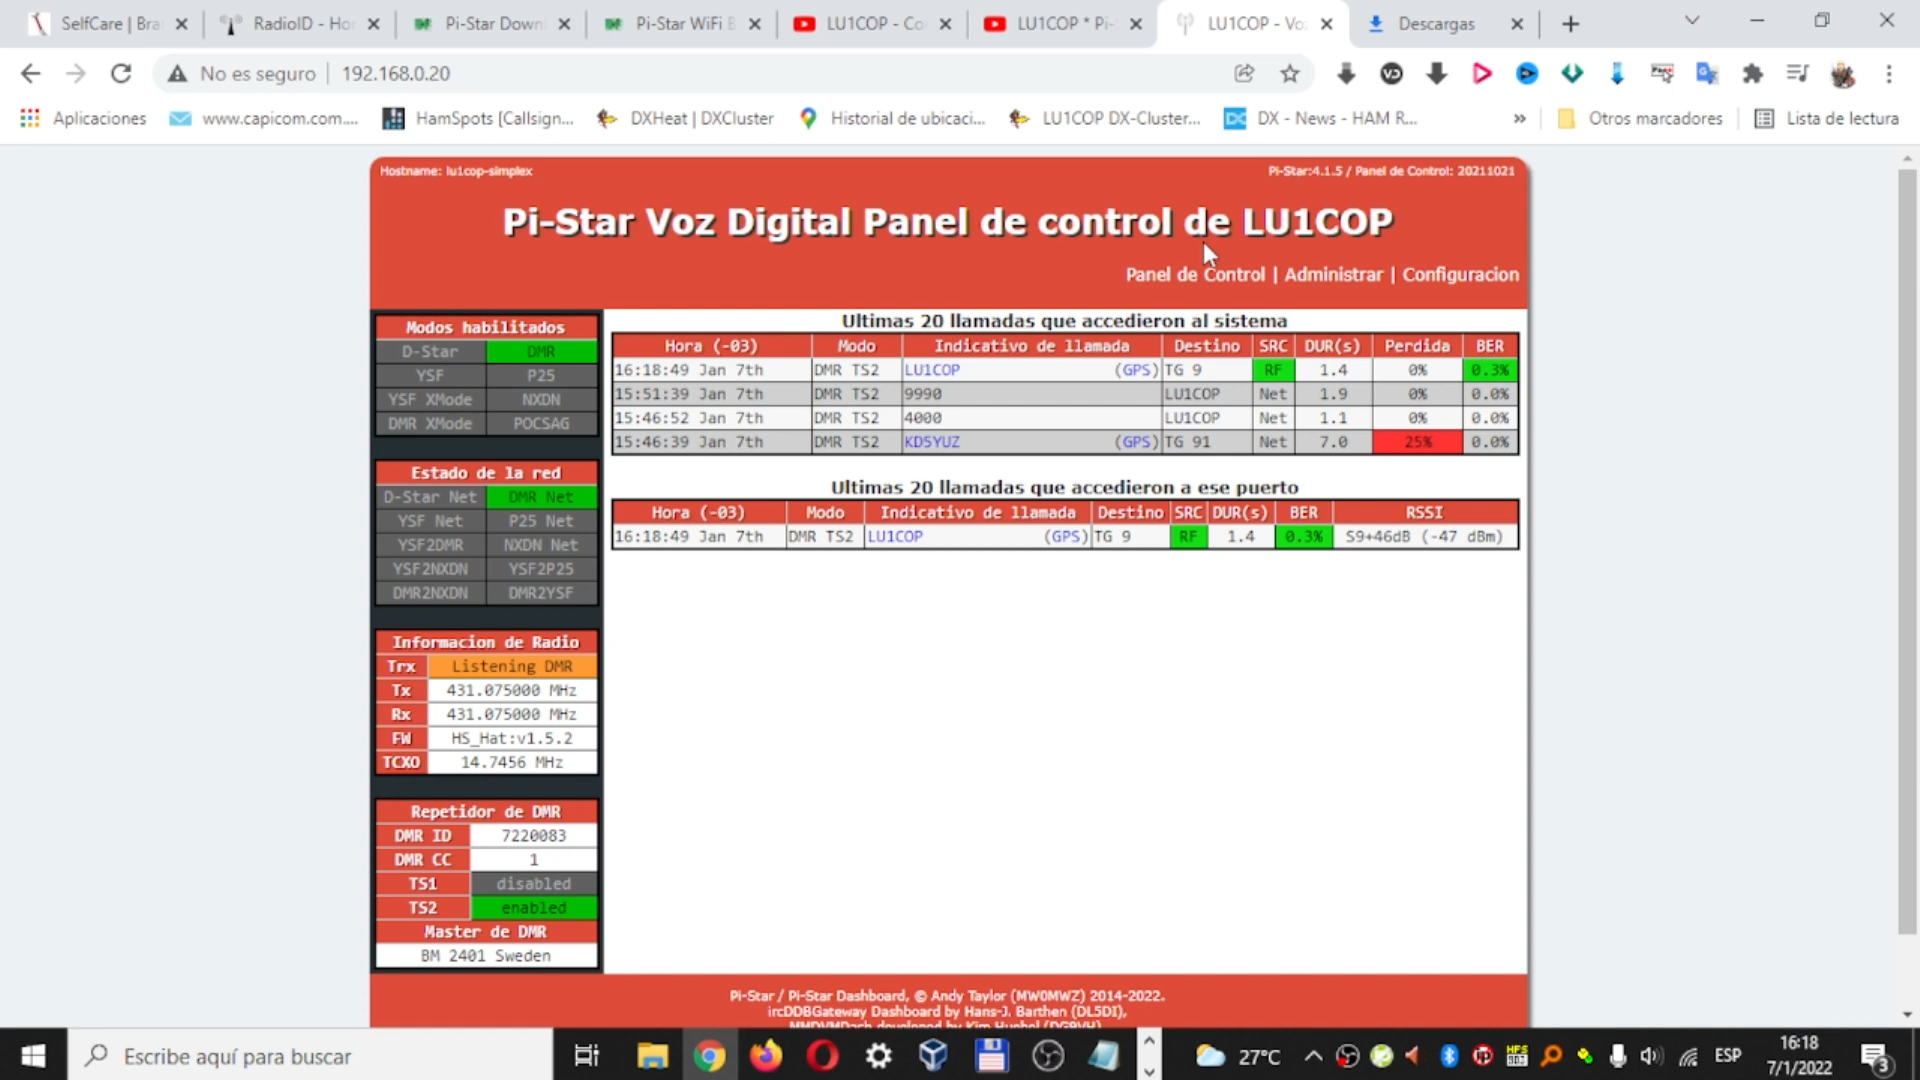 SelfCare | Bra
RadioID - Ho
Pi-Star Down
Pi-Star WiFi B
LU1COP - Co
LU1COP * Pi-
LU1COP - Vo
Descargas
No es seguro
192.168.0.20
Aplicaciones
www.capicom.com....
HamSpots [Callsign...
DXHeat | DXCluster
Historial de ubicaci...
LU1COP DX-Cluster...
DX - News - HAM R...
»
Otros marcadores
Lista de lectura
Hostname: lu1cop-simplex
Pi-Star:4.1.5 / Panel de Control: 20211021
Pi-Star Voz Digital Panel de control de LU1COP
Panel de Control | Administrar | Configuracion
Modos habilitados
D-Star DMR
YSF P25
YSF XMode NXDN
DMR XMode POCSAG
Estado de la red
D-Star Net DMR Net
YSF Net P25 Net
YSF2DMR NXDN Net
YSF2NXDN YSF2P25
DMR2NXDN DMR2YSF
Informacion de Radio
Trx Listening DMR
Tx 431.075000 MHz
Rx 431.075000 MHz
FW HS_Hat:v1.5.2
TCXO 14.7456 MHz
Repetidor de DMR
DMR ID 7220083
DMR CC 1
TS1 disabled
TS2 enabled
Master de DMR
BM 2401 Sweden
Ultimas 20 llamadas que accedieron al sistema
Hora (-03) Modo Indicativo de llamada Destino SRC DUR(s) Perdida BER
16:18:49 Jan 7th DMR TS2 LU1COP (GPS) TG 9 RF 1.4 0% 0.3%
15:51:39 Jan 7th DMR TS2 9990 LU1COP Net 1.9 0% 0.0%
15:46:52 Jan 7th DMR TS2 4000 LU1COP Net 1.1 0% 0.0%
15:46:39 Jan 7th DMR TS2 KD5YUZ (GPS) TG 91 Net 7.0 25% 0.0%
Ultimas 20 llamadas que accedieron a ese puerto
Hora (-03) Modo Indicativo de llamada Destino SRC DUR(s) BER RSSI
16:18:49 Jan 7th DMR TS2 LU1COP (GPS) TG 9 RF 1.4 0.3% S9+46dB (-47 dBm)
Pi-Star / Pi-Star Dashboard, © Andy Taylor (MW0MWZ) 2014-2022.
ircDDBGateway Dashboard by Hans-J. Barthen (DL5DI),
Escribe aquí para buscar
27°C
ESP
16:18
7/1/2022
3